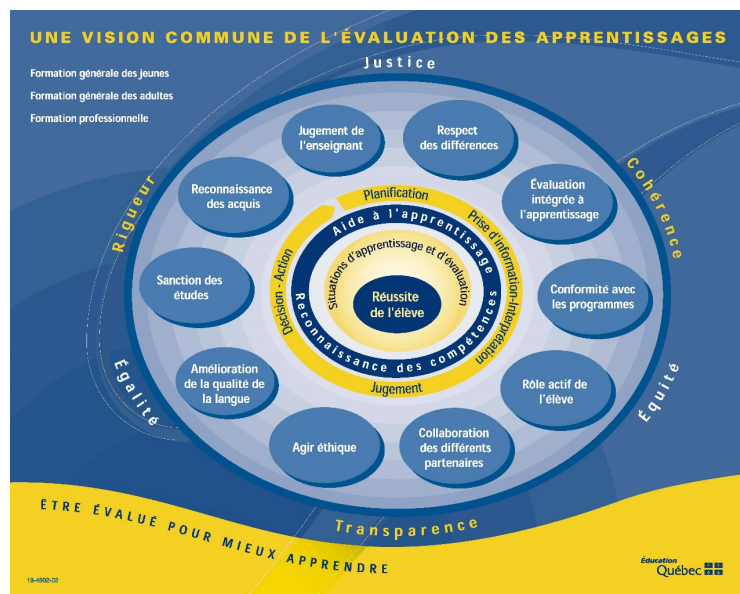 UNE VISION COMMUNE DE L'ÉVALUATION DES APPRENTISSAGES
Formation générale des jeunes
Formation générale des adultes
Formation professionnelle
Justice
Cohérence
Équité
Transparence
Égalité
Rigueur
Jugement de
l'enseignant
Respect
des différences
Évaluation
intégrée à
l'apprentissage
Conformité avec
les programmes
Rôle actif de
l'élève
Collaboration
des différents
partenaires
Agir éthique
Amélioration
de la qualité de
la langue
Sanction des
études
Reconnaissance
des acquis
Planification
Prise d'information-Interprétation
Jugement
Décision - Action
Aide à l'apprentissage
Reconnaissance des compétences
Situations d'apprentissage et d'évaluation
Réussite
de l'élève
ÊTRE ÉVALUÉ POUR MIEUX APPRENDRE
13-4602-02
Éducation
Québec